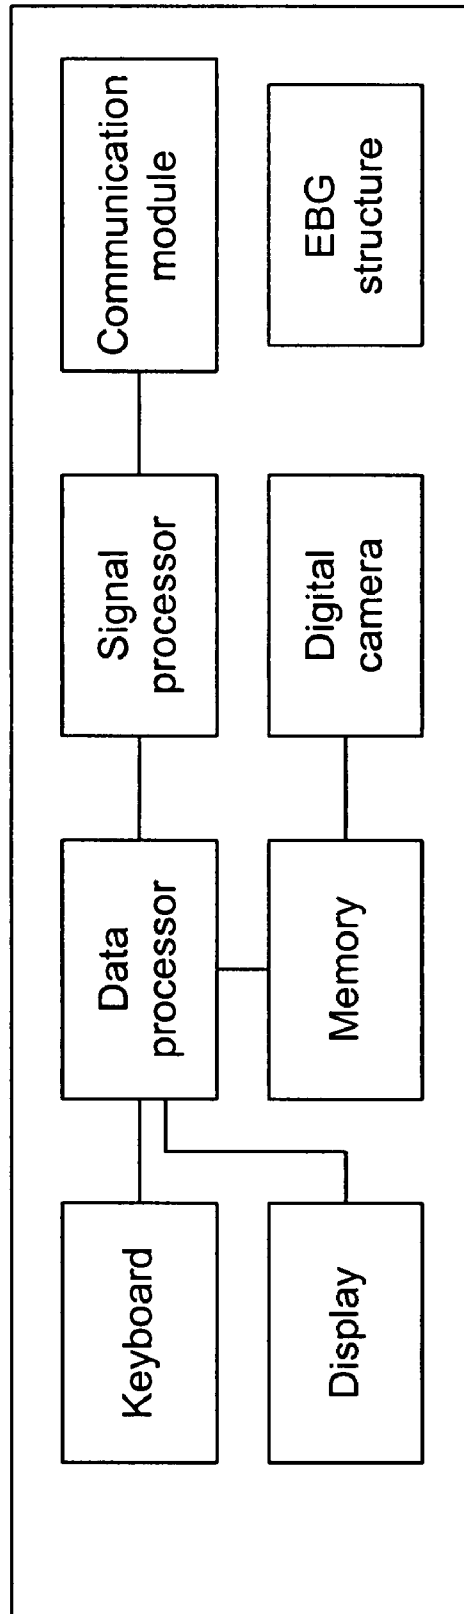 Keyboard
Data
processor
Signal
processor
Communication
module
Display
Memory
Digital
camera
EBG
structure